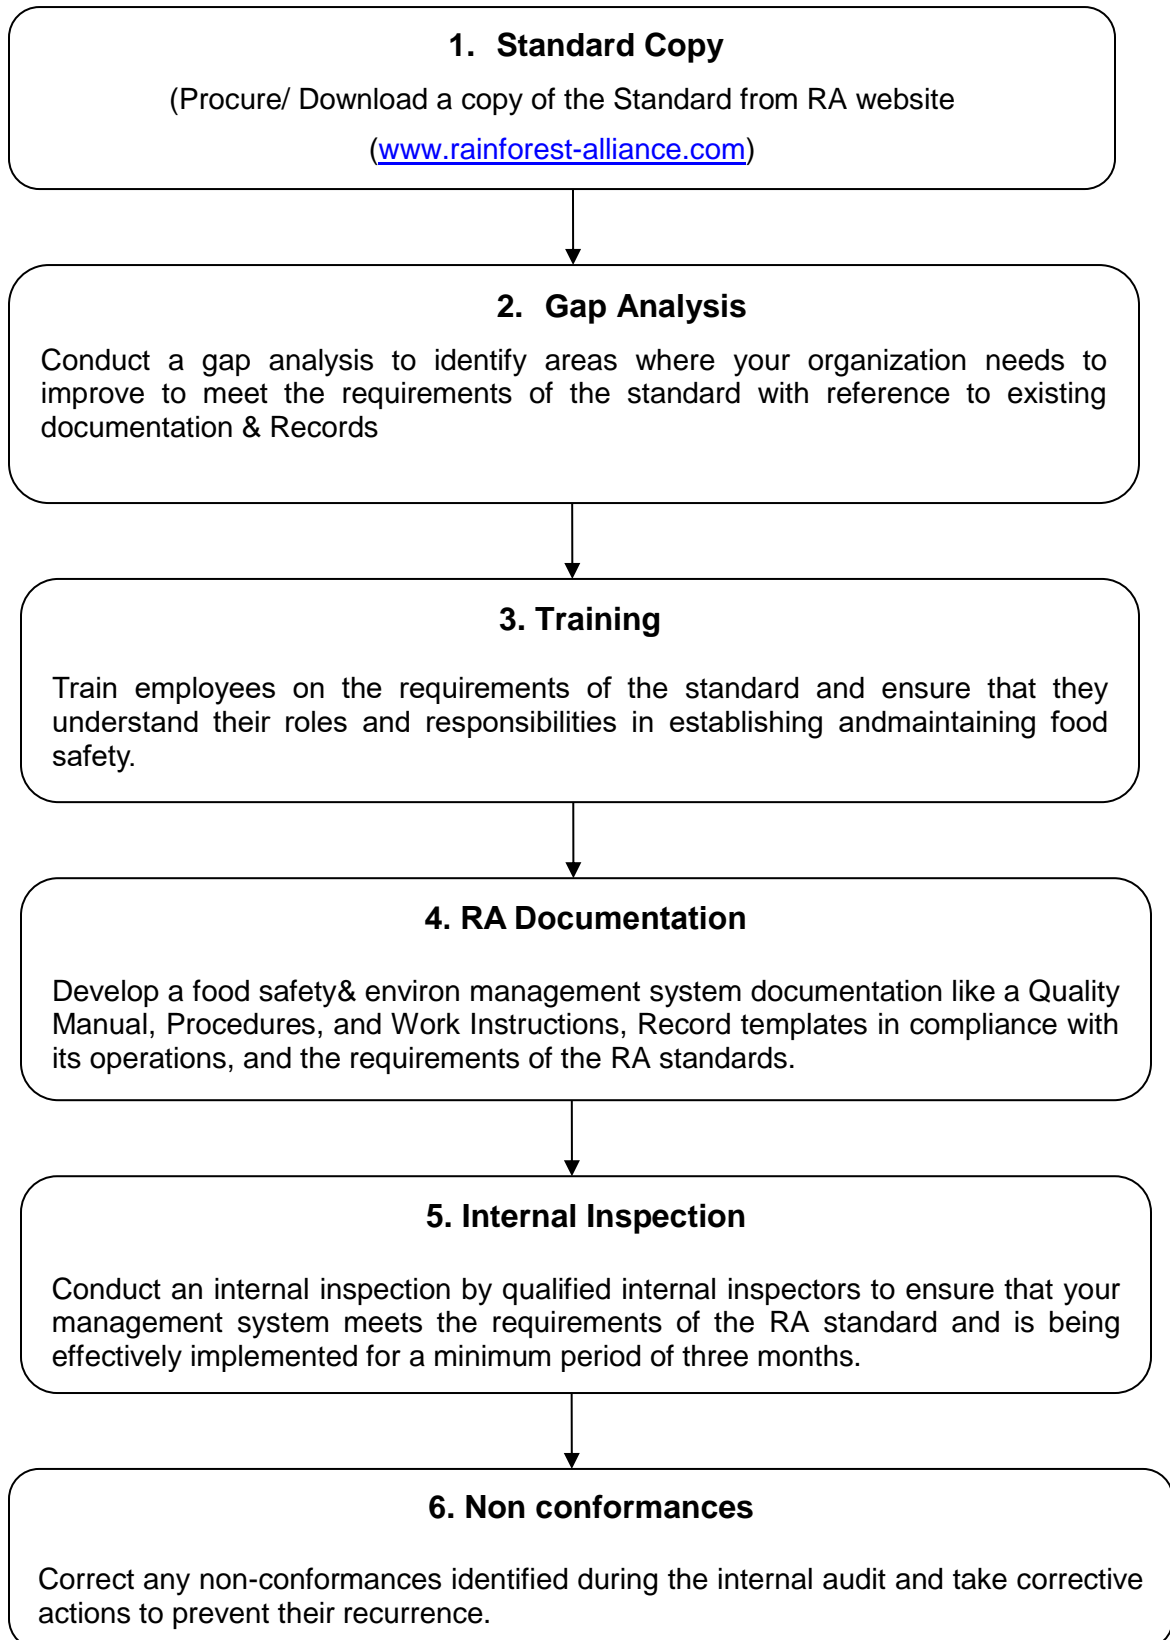 1. Standard Copy
(Procure/ Download a copy of the Standard from RA website
(www.rainforest-alliance.com)
2. Gap Analysis
Conduct a gap analysis to identify areas where your organization needs to
improve to meet the requirements of the standard with reference to existing
documentation & Records
3. Training
Train employees on the requirements of the standard and ensure that they
understand their roles and responsibilities in establishing andmaintaining food
safety.
4. RA Documentation
Develop a food safety& environ management system documentation like a Quality
Manual, Procedures, and Work Instructions, Record templates in compliance with
its operations, and the requirements of the RA standards.
5. Internal Inspection
Conduct an internal inspection by qualified internal inspectors to ensure that your
management system meets the requirements of the RA standard and is being
effectively implemented for a minimum period of three months.
6. Non conformances
Correct any non-conformances identified during the internal audit and take corrective
actions to prevent their recurrence.